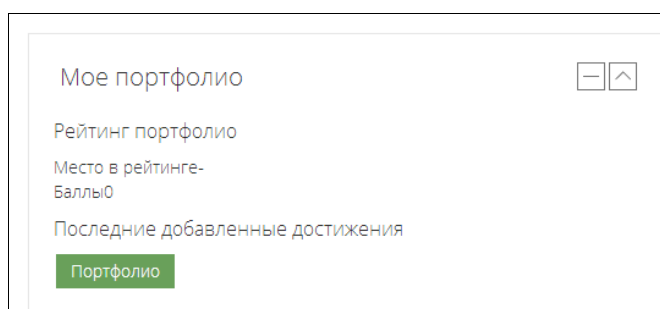 Мое портфолио
Рейтинг портфолио
Место в рейтинге-
Баллы0
Последние добавленные достижения
Портфолио